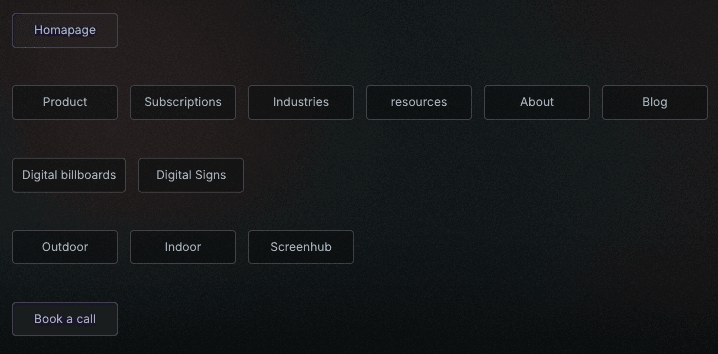 Homapage
Product Subscriptions Industries resources About Blog
Digital billboards Digital Signs
Outdoor Indoor Screenhub
Book a call